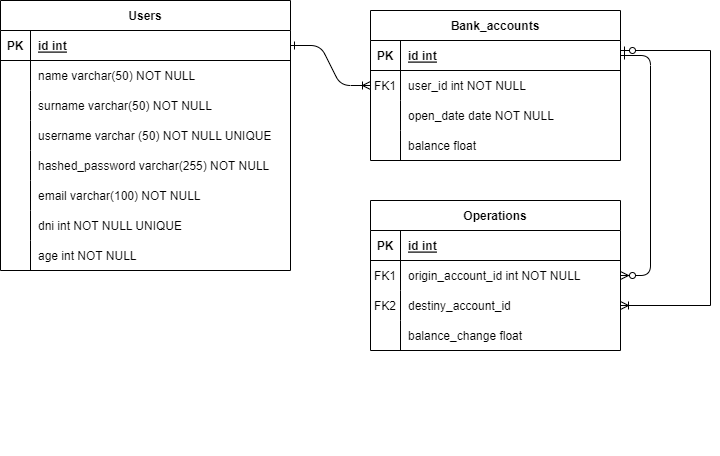 Users
PK id int
name varchar(50) NOT NULL
surname varchar(50) NOT NULL
username varchar (50) NOT NULL UNIQUE
hashed_password varchar(255) NOT NULL
email varchar(100) NOT NULL
dni int NOT NULL UNIQUE
age int NOT NULL
Bank_accounts
PK id int
FK1 user_id int NOT NULL
open_date date NOT NULL
balance float
Operations
PK id int
FK1 origin_account_id int NOT NULL
FK2 destiny_account_id
balance_change float